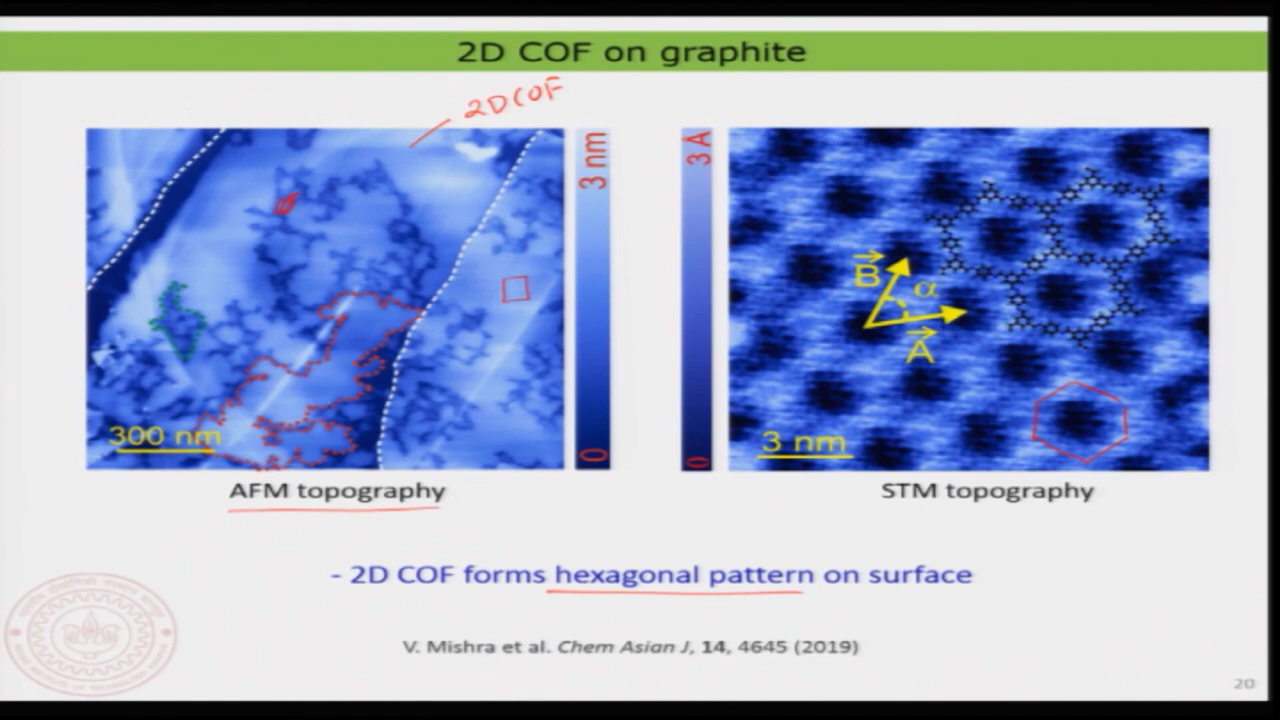 2D COF on graphite
2D COF
3 nm
0
300 nm
3 A
0
B
α
A
3 nm
AFM topography
STM topography
- 2D COF forms hexagonal pattern on surface
V. Mishra et al. Chem Asian J, 14, 4645 (2019)
20